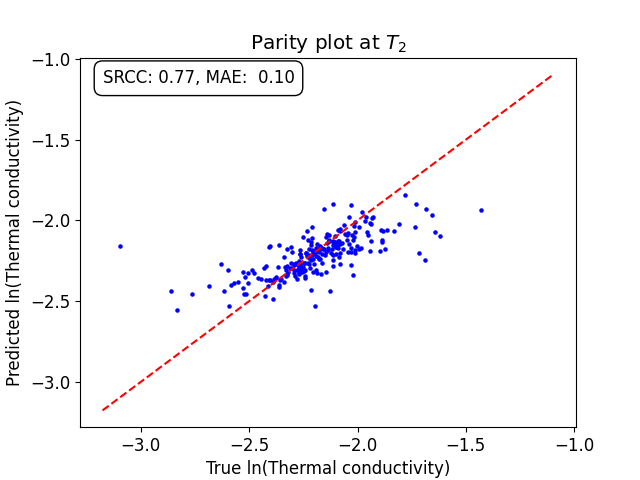 Parity plot at T₂
SRCC: 0.77, MAE:  0.10
Predicted ln(Thermal conductivity)
−1.0
−1.5
−2.0
−2.5
−3.0
−3.0 −2.5 −2.0 −1.5 −1.0
True ln(Thermal conductivity)